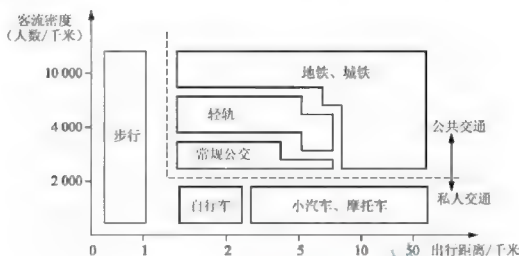 客流密度
（人数/千米）
10 000
地铁、城铁
轻轨
4 000
公共交通
步行
常规公交
2 000
私人交通
自行车
小汽车、摩托车
0 1 2 5 10 50 出行距离/千米